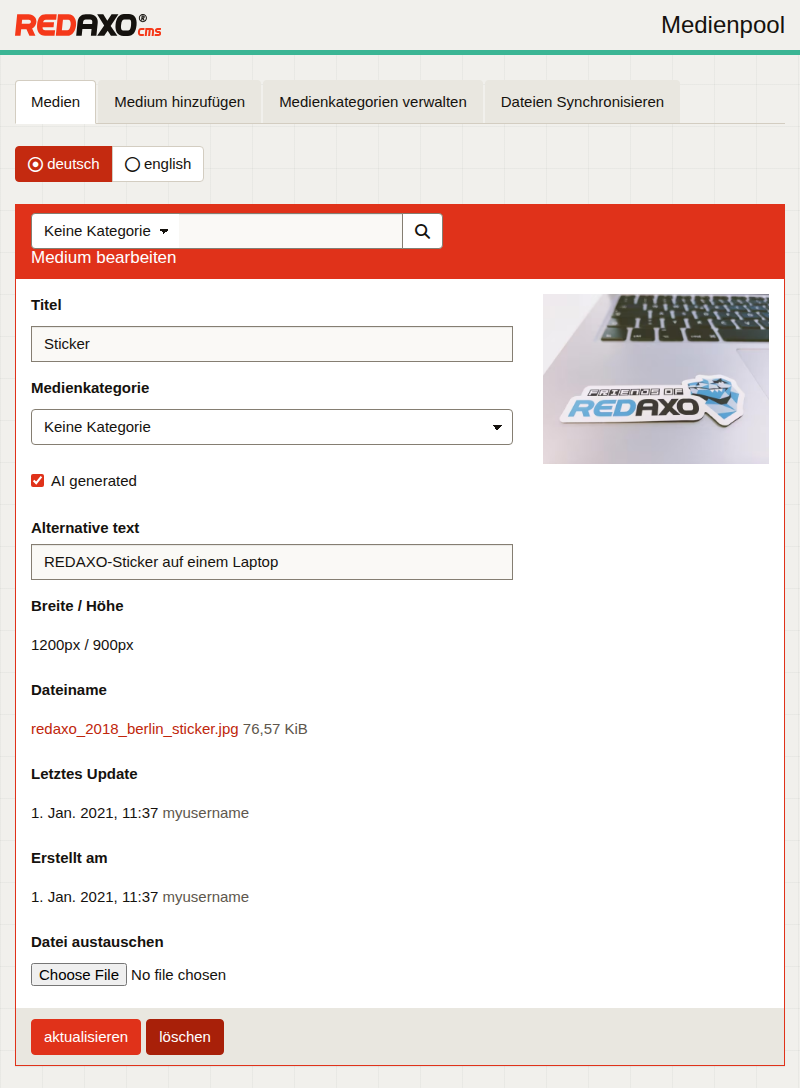 REDAXO® cms
Medienpool
Medien Medium hinzufügen Medienkategorien verwalten Dateien Synchronisieren
deutsch english
Keine Kategorie
Medium bearbeiten
Titel
Sticker
FRIENDS OF
REDAXO
Medienkategorie
Keine Kategorie
AI generated
Alternative text
REDAXO-Sticker auf einem Laptop
Breite / Höhe
1200px / 900px
Dateiname
redaxo_2018_berlin_sticker.jpg 76,57 KiB
Letztes Update
1. Jan. 2021, 11:37 myusername
Erstellt am
1. Jan. 2021, 11:37 myusername
Datei austauschen
Choose File No file chosen
aktualisieren löschen